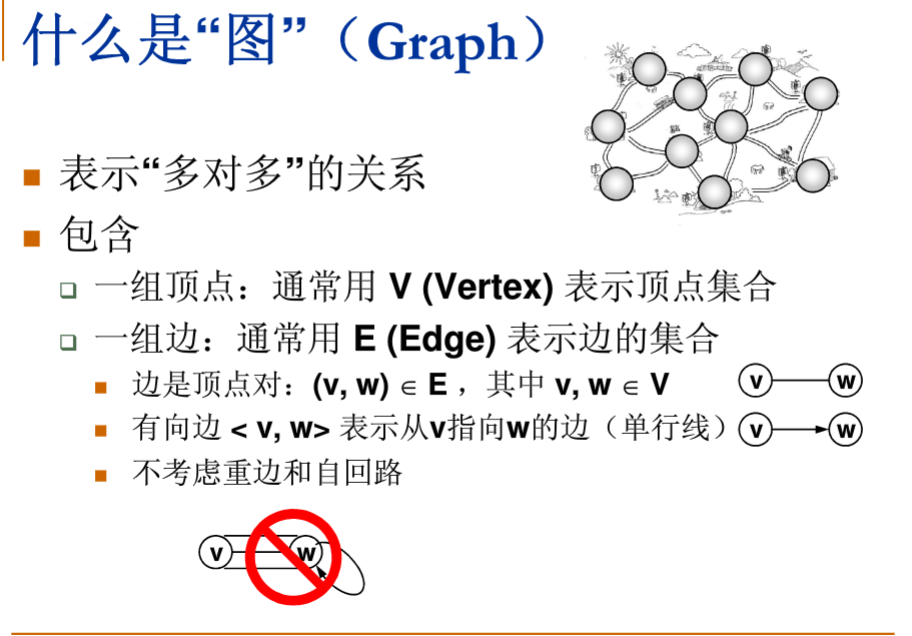 什么是“图”（Graph）
表示“多对多”的关系
包含
一组顶点：通常用 V (Vertex) 表示顶点集合
一组边：通常用 E (Edge) 表示边的集合
边是顶点对：(v, w) ∈ E ，其中 v, w ∈ V
v w
有向边 < v, w> 表示从v指向w的边（单行线）
v w
不考虑重边和自回路
v w